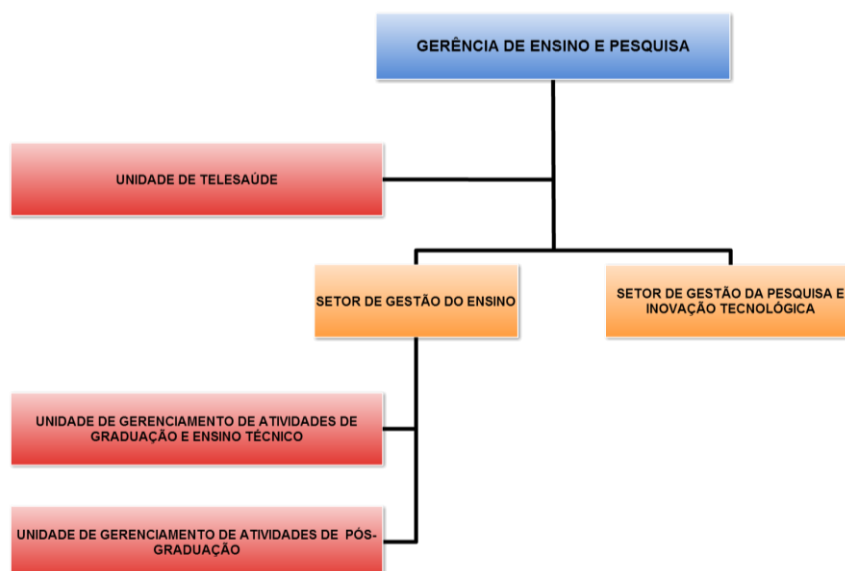 GERÊNCIA DE ENSINO E PESQUISA
UNIDADE DE TELESAÚDE
SETOR DE GESTÃO DO ENSINO
SETOR DE GESTÃO DA PESQUISA E
INOVAÇÃO TECNOLÓGICA
UNIDADE DE GERENCIAMENTO DE ATIVIDADES DE
GRADUAÇÃO E ENSINO TÉCNICO
UNIDADE DE GERENCIAMENTO DE ATIVIDADES DE PÓS-
GRADUAÇÃO